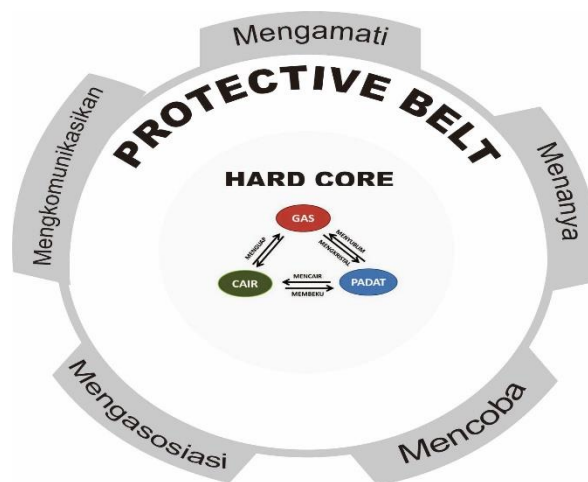 Mengamati
PROTECTIVE BELT
Mengkomunikasikan
Menanya
HARD CORE
GAS
MENGUAP
MENYUBLIM
MENGKRISTAL
CAIR
MENCAIR
MEMBEKU
PADAT
Mengasosiasi
Mencoba